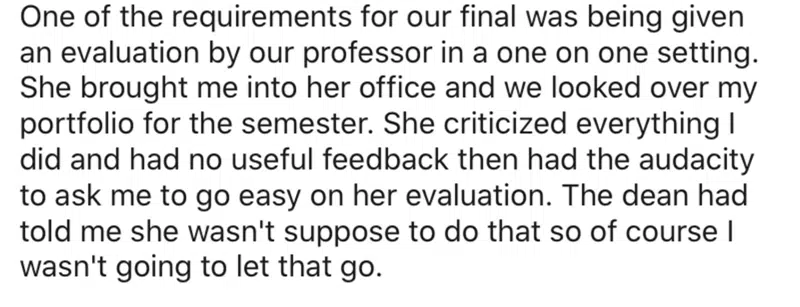 One of the requirements for our final was being given
an evaluation by our professor in a one on one setting.
She brought me into her office and we looked over my
portfolio for the semester. She criticized everything I
did and had no useful feedback then had the audacity
to ask me to go easy on her evaluation. The dean had
told me she wasn't suppose to do that so of course I
wasn't going to let that go.